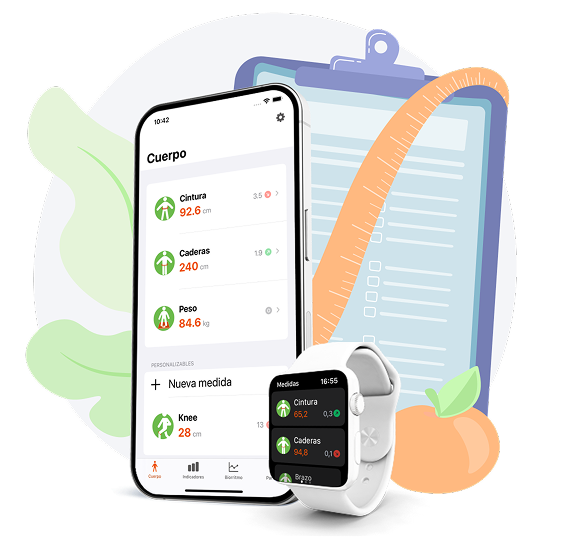 10:42
Cuerpo
Cintura
92.6 cm
3.5
Caderas
240 cm
1.9
Peso
84.6 kg
PERSONALIZABLES
+ Nueva medida
Knee
28 cm
13
Cuerpo
Indicadores
Biorritmo
Medidas 16:55
Cintura
65,2 0,3
Caderas
94,8 0,1
Brazo